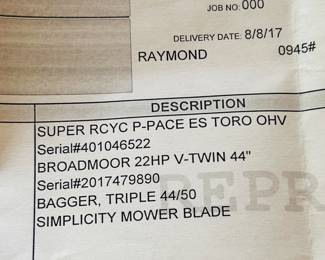 JOB NO: 000
DELIVERY DATE: 8/8/17
RAYMOND 0945#
DESCRIPTION
SUPER RCYC P-PACE ES TORO OHV
Serial#401046522
BROADMOOR 22HP V-TWIN 44"
Serial#2017479890
BAGGER, TRIPLE 44/50
SIMPLICITY MOWER BLADE
REPR